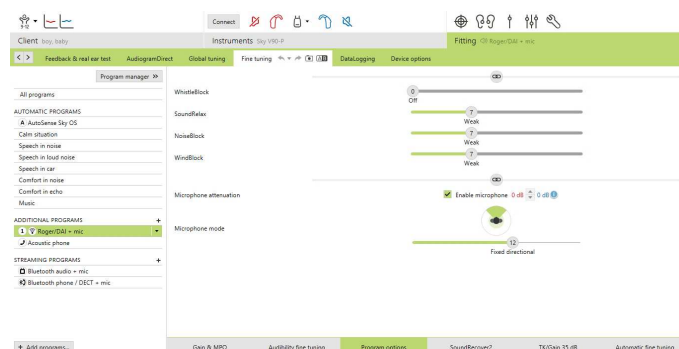 9-12
Connect
Client boy, baby
Instruments Sky V90-P
Fitting Roger/DAI + mic
< >
Feedback & real ear test
AudiogramDirect
Global tuning
Fine tuning
AB
DataLogging
Device options
Program manager >>
All programs
AUTOMATIC PROGRAMS
A AutoSense Sky OS
Calm situation
Speech in noise
Speech in loud noise
Speech in car
Comfort in noise
Comfort in echo
Music
ADDITIONAL PROGRAMS +
1 Roger/DAI + mic
Acoustic phone
STREAMING PROGRAMS +
Bluetooth audio + mic
Bluetooth phone / DECT + mic
+ Add programs...
WhistleBlock
0
Off
SoundRelax
7
Weak
NoiseBlock
7
Weak
WindBlock
7
Weak
Microphone attenuation
Enable microphone 0 dB 0 dB
Microphone mode
12
Fixed directional
Gain & MPO
Audibility fine tuning
Program options
SoundRecover2
TK/Gain 35 dB
Automatic fine tuning